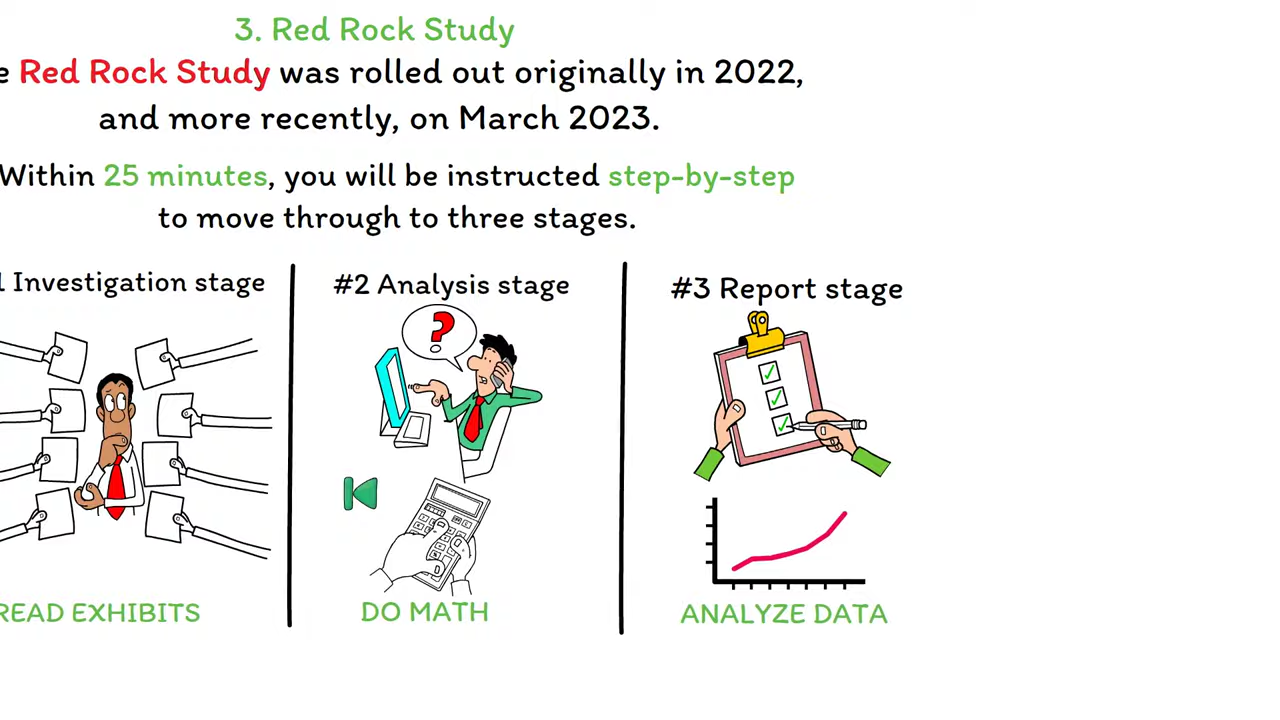 3. Red Rock Study
e Red Rock Study was rolled out originally in 2022,
and more recently, on March 2023.
Within 25 minutes, you will be instructed step-by-step
to move through to three stages.
1 Investigation stage
#2 Analysis stage
#3 Report stage
?
READ EXHIBITS
DO MATH
ANALYZE DATA